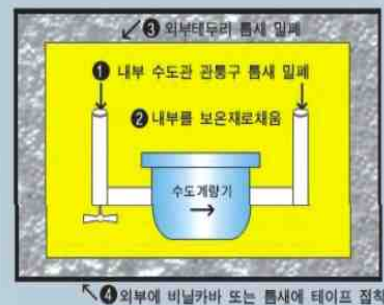 ↙❸ 외부테두리 틈새 밀폐
❶ 내부 수도관 관통구 틈새 밀폐
❷ 내부를 보온재로채움
수도계량기
→
↖❹ 외부에 비닐카바 또는 틈새에 테이프 접착